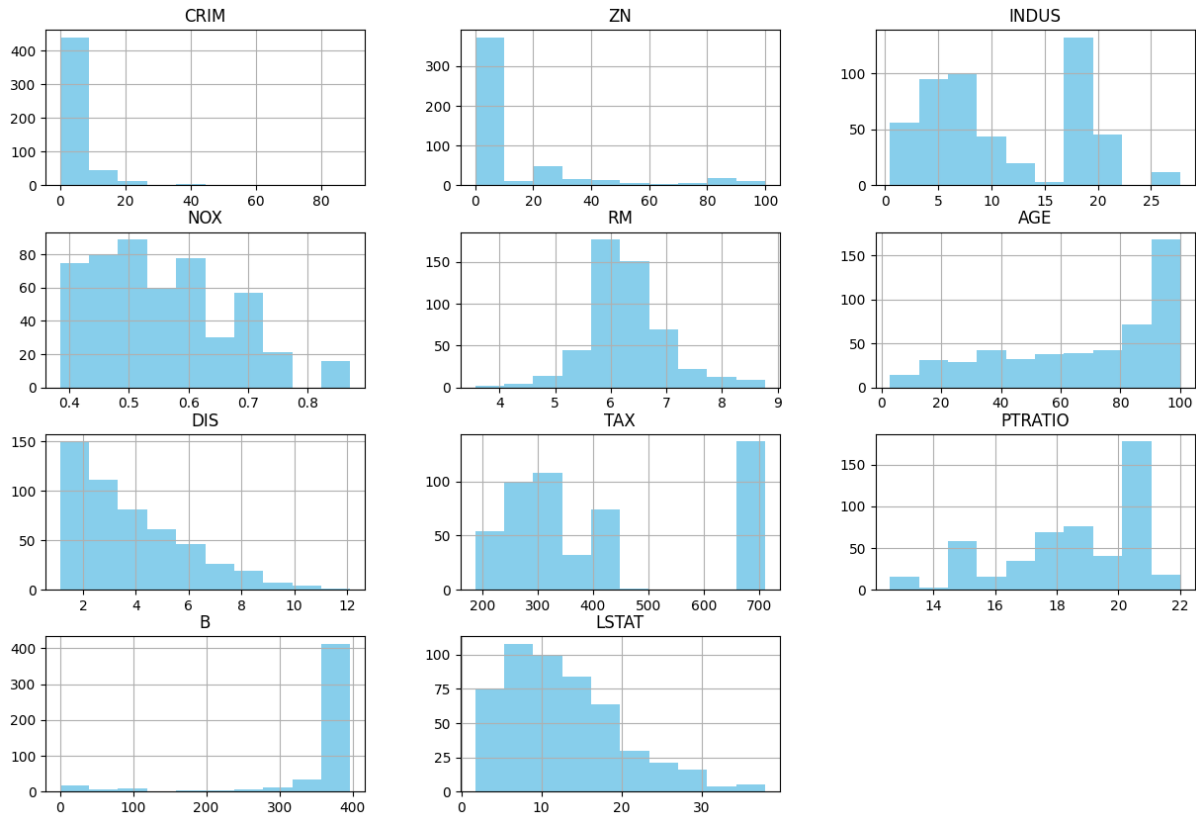 CRIM ZN INDUS
400 300 200 100 0
0 20 40 60 80
300 200 100 0
0 20 40 60 80 100
100 50 0
0 5 10 15 20 25
NOX RM AGE
80 60 40 20 0
0.4 0.5 0.6 0.7 0.8
150 100 50 0
4 5 6 7 8 9
150 100 50 0
0 20 40 60 80 100
DIS TAX PTRATIO
150 100 50 0
2 4 6 8 10 12
100 50 0
200 300 400 500 600 700
150 100 50 0
14 16 18 20 22
B LSTAT
400 300 200 100 0
0 100 200 300 400
100 75 50 25 0
0 10 20 30